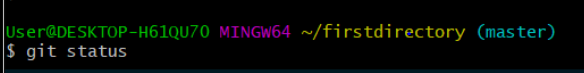 User@DESKTOP-H61QU70 MINGW64 ~/firstdirectory (master)
$ git status